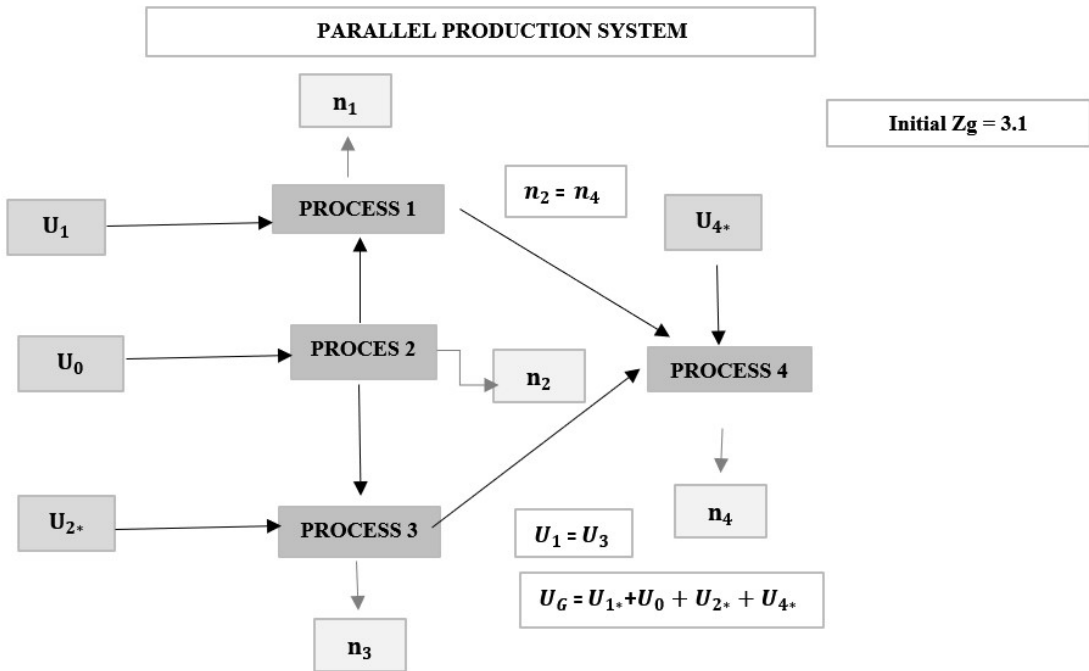 PARALLEL PRODUCTION SYSTEM
n₁
Initial Zg = 3.1
n₂ = n₄
U₁
PROCESS 1
U₄*
U₀
PROCES 2
n₂
PROCESS 4
U₂*
PROCESS 3
U₁ = U₃
n₄
U_G = U₁*+U₀ + U₂* + U₄*
n₃